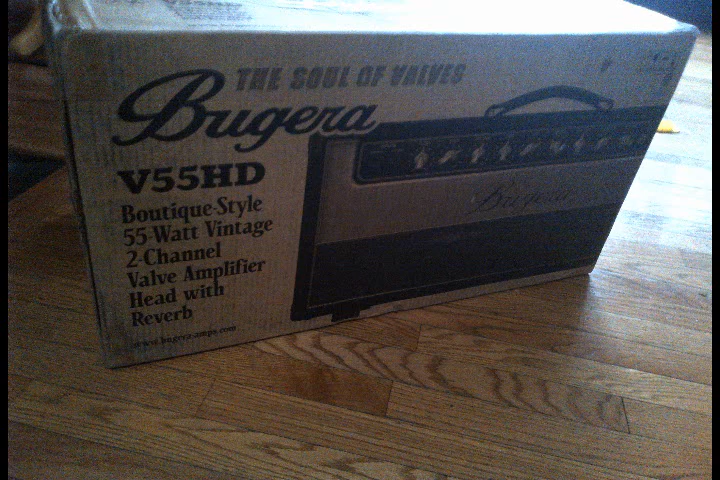 THE SOUL OF VALVES
Bugera
V55HD
Boutique-Style
55-Watt Vintage
2-Channel
Valve Amplifier
Head with
Reverb
www.bugera-amps.com
Bugera